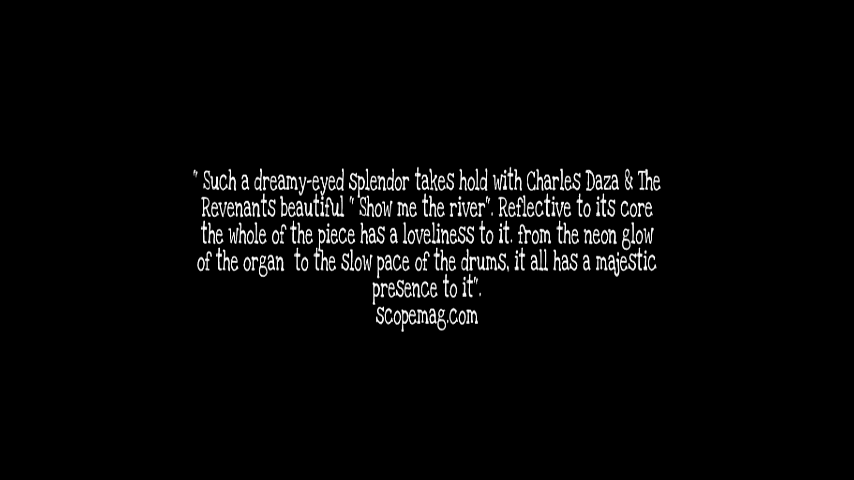 " Such a dreamy-eyed splendor takes hold with Charles Daza & The
Revenants beautiful " Show me the river". Reflective to its core
the whole of the piece has a loveliness to it. from the neon glow
of the organ  to the slow pace of the drums, it all has a majestic
presence to it".
scopemag.com